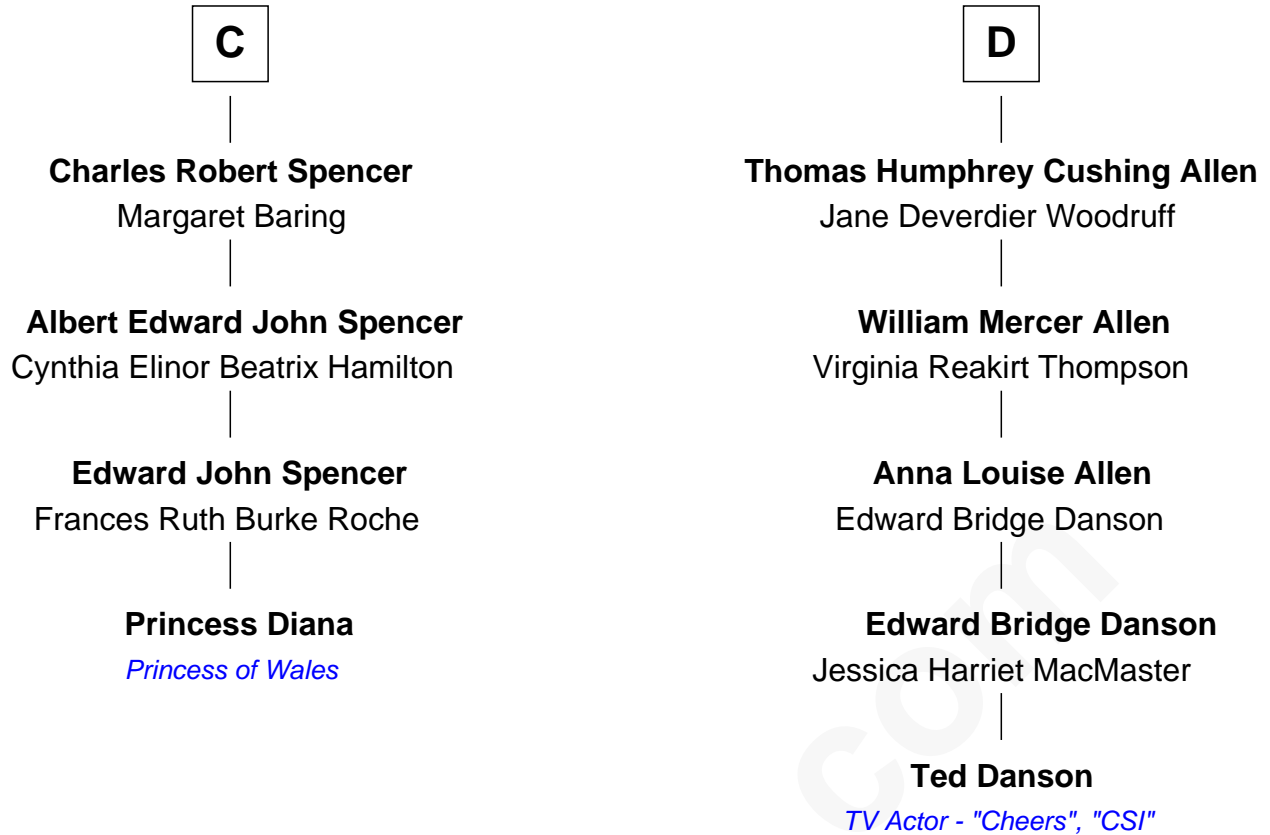 C
Charles Robert Spencer
Margaret Baring
Albert Edward John Spencer
Cynthia Elinor Beatrix Hamilton
Edward John Spencer
Frances Ruth Burke Roche
Princess Diana
Princess of Wales
D
Thomas Humphrey Cushing Allen
Jane Deverdier Woodruff
William Mercer Allen
Virginia Reakirt Thompson
Anna Louise Allen
Edward Bridge Danson
Edward Bridge Danson
Jessica Harriet MacMaster
Ted Danson
TV Actor - "Cheers", "CSI"
com